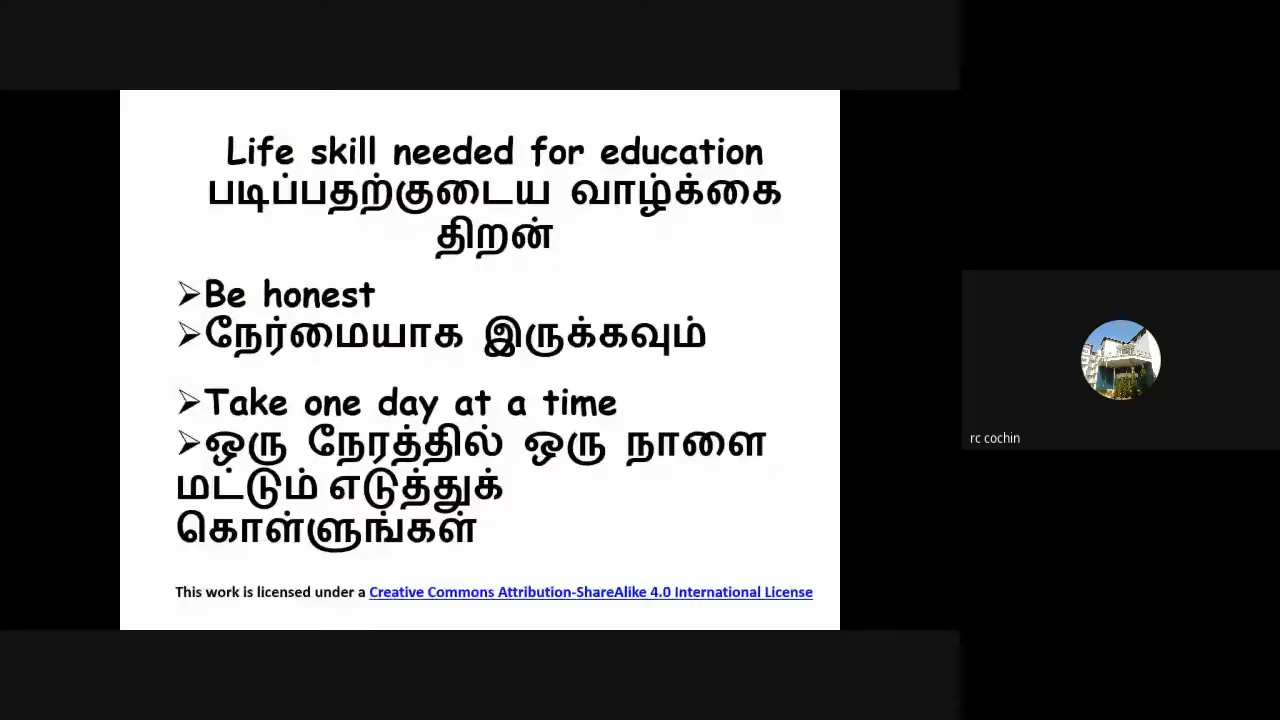 Life skill needed for education
படிப்பதற்குடைய வாழ்க்கை
திறன்
➢Be honest
➢நேர்மையாக இருக்கவும்
➢Take one day at a time
➢ஒரு நேரத்தில் ஒரு நாளை
மட்டும் எடுத்துக்
கொள்ளுங்கள்
This work is licensed under a Creative Commons Attribution-ShareAlike 4.0 International License
rc cochin